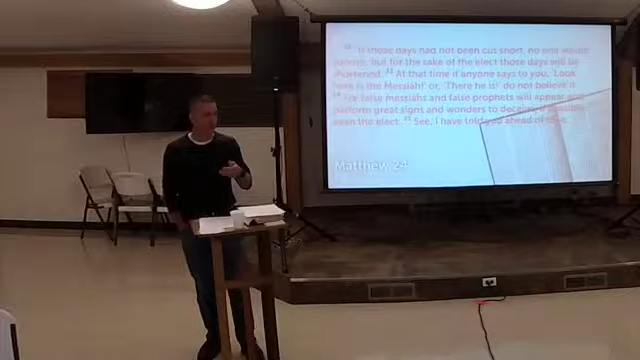 ²² If those days had not been cut short, no one would
survive, but for the sake of the elect those days will be
shortened. ²³ At that time if anyone says to you, 'Look
here is the Messiah!' or, 'There he is!' do not believe it.
²⁴ For false messiahs and false prophets will appear and
perform great signs and wonders to deceive, if possible,
even the elect. ²⁵ See, I have told you ahead of time.
Matthew 24